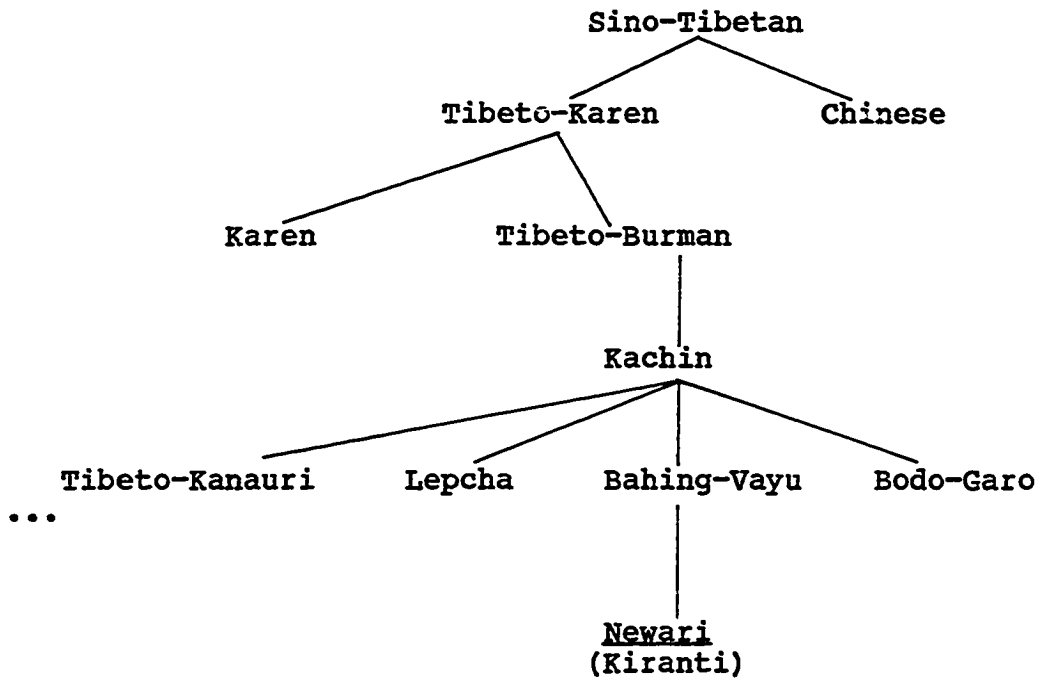 Sino-Tibetan
Tibeto-Karen Chinese
Karen Tibeto-Burman
Kachin
Tibeto-Kanauri Lepcha Bahing-Vayu Bodo-Garo
...
Newari
(Kiranti)